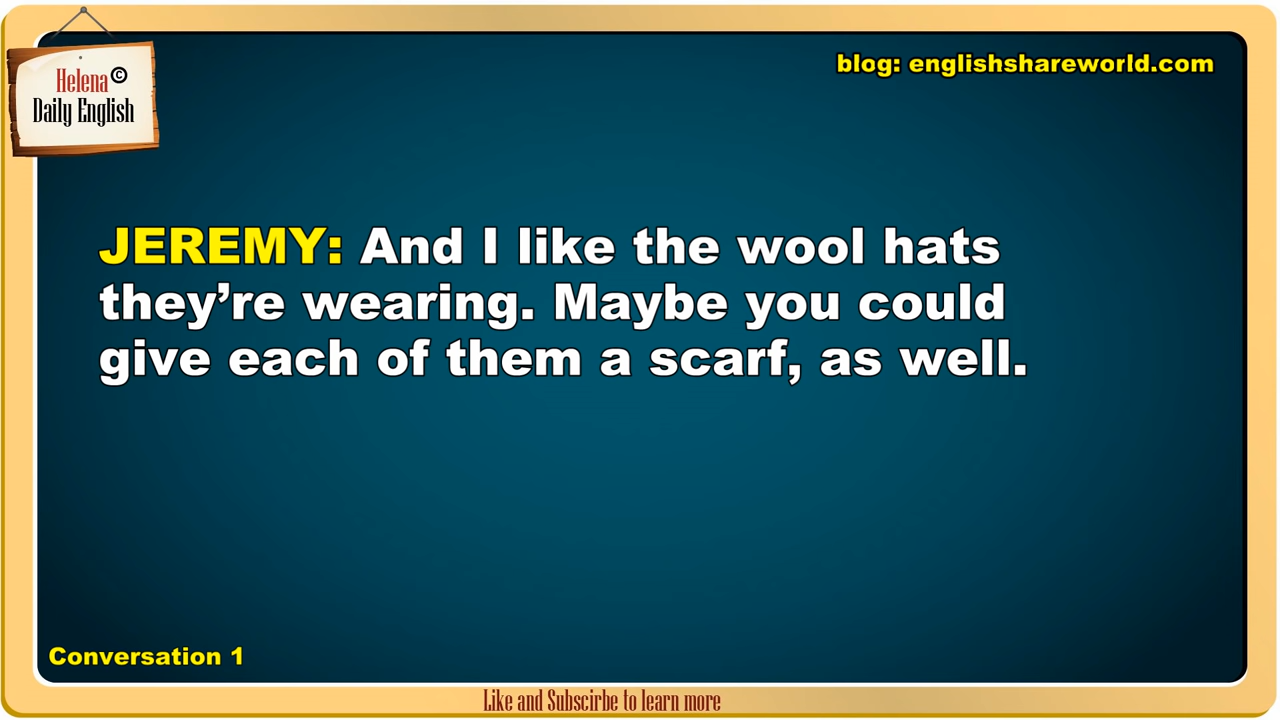 Helena ©
Daily English
blog: englishshareworld.com
JEREMY: And I like the wool hats
they’re wearing. Maybe you could
give each of them a scarf, as well.
Conversation 1
Like and Subscirbe to learn more